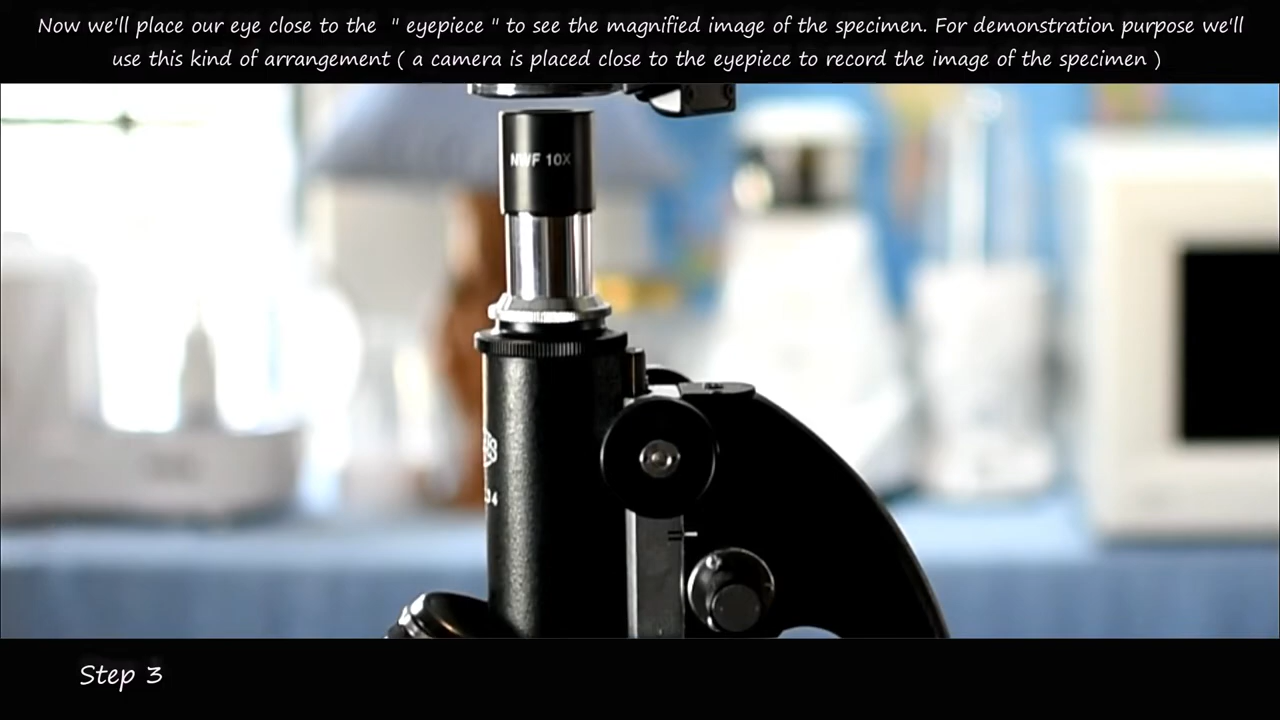 Now we'll place our eye close to the " eyepiece " to see the magnified image of the specimen. For demonstration purpose we'll
use this kind of arrangement ( a camera is placed close to the eyepiece to record the image of the specimen )
NWF 10X
Step 3